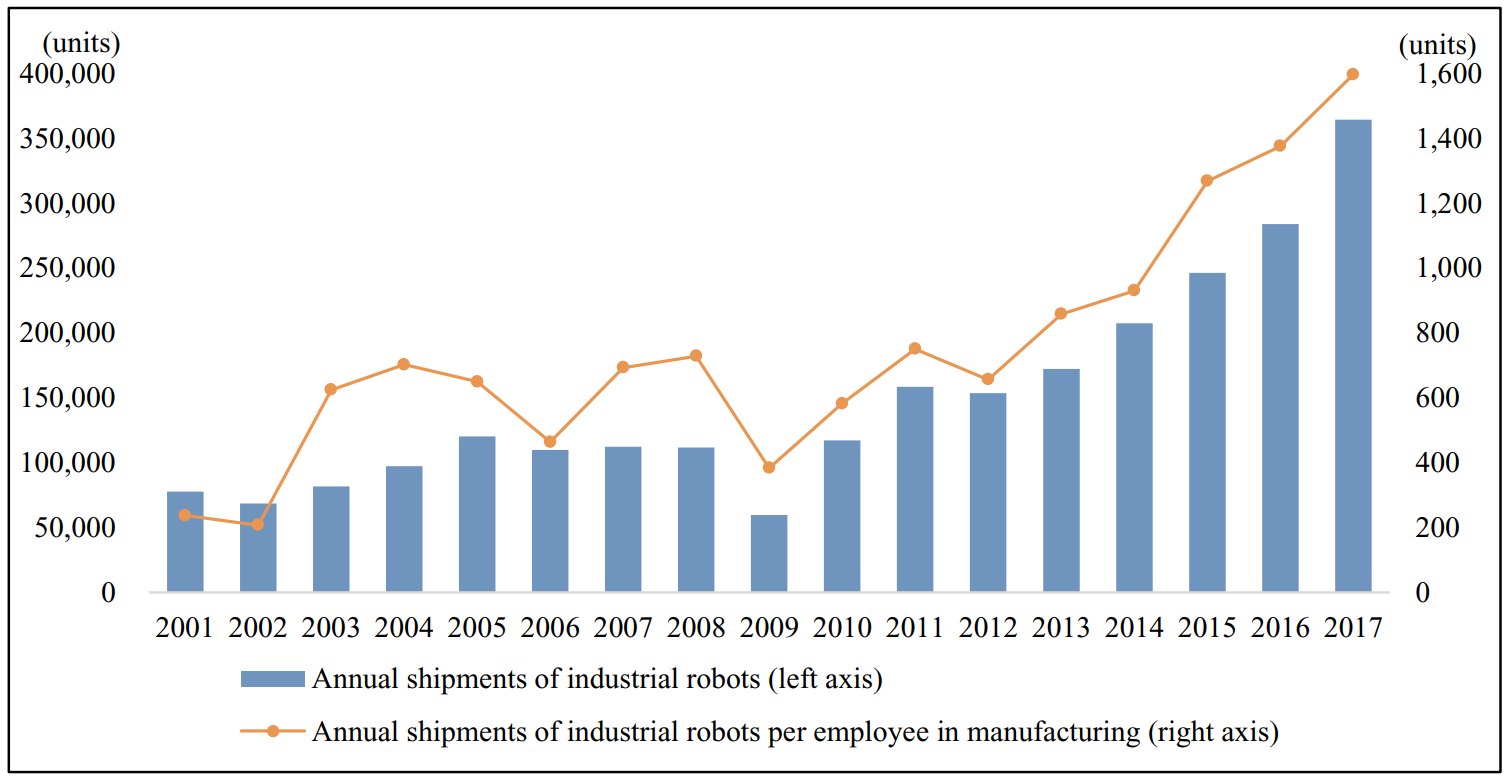 (units) (units)
400,000 1,600
350,000 1,400
300,000 1,200
250,000 1,000
200,000 800
150,000 600
100,000 400
50,000 200
0 0
2001 2002 2003 2004 2005 2006 2007 2008 2009 2010 2011 2012 2013 2014 2015 2016 2017
Annual shipments of industrial robots (left axis)
Annual shipments of industrial robots per employee in manufacturing (right axis)